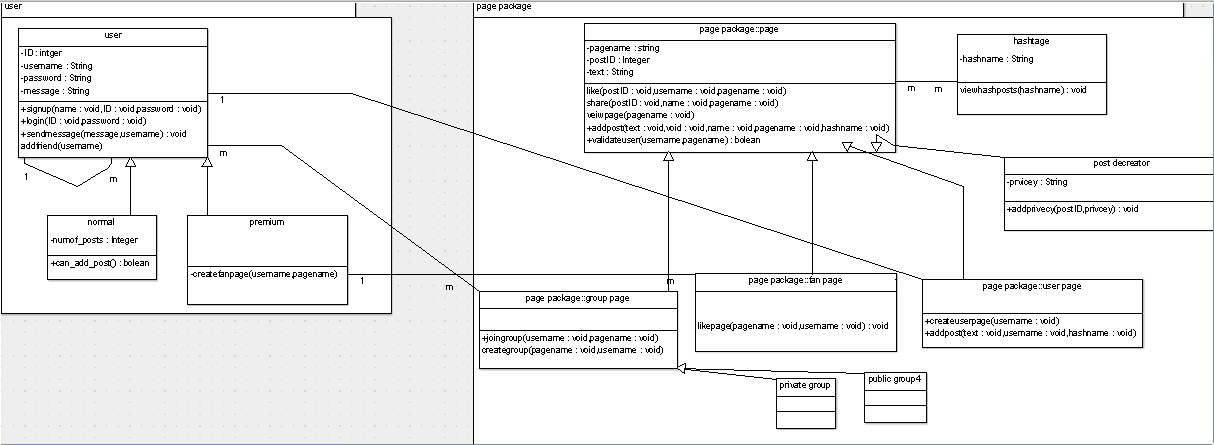 user
user
-ID : intger
-username : String
-password : String
-message : String
+signup(name : void,ID : void,password : void)
+login(ID : void,password : void)
+sendmessage(message,username) : void
addfriend(username)
1
m
1
m
normal
-numof_posts : Integer
+can_add_post() : boolean
premium
-createfanpage(username,pagename)
1
m
m
page package
page package::page
-pagename : string
-postID : Integer
-text : String
like(postID : void,username : void,pagename : void)
share(postID : void,name : void,pagename : void)
veiwpage(pagename : void)
+addpost(text : void,void : void,name : void,pagename : void,hashname : void)
+validateuser(username,pagename) : bolean
m
m
hashtage
-hashname : String
viewhashposts(hashname) : void
post decreator
-prvicey : String
+addprivecy(postID,privcey) : void
page package::group page
+joingroup(username : void,pagename : void)
creategroup(pagename : void,username : void)
page package::fan page
likepage(pagename : void,username : void) : void
page package::user page
+createuserpage(username : void)
+addpost(text : void,username : void,hashname : void)
private group
public group4